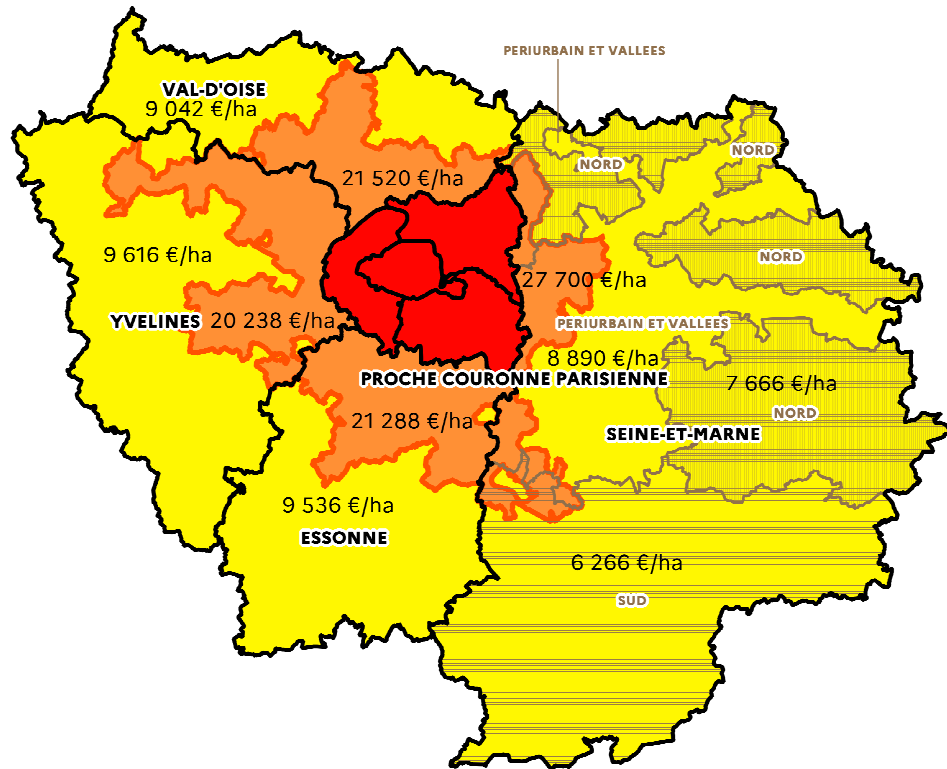 PERIURBAIN ET VALLEES
VAL-D'OISE
9 042 €/ha
NORD
NORD
21 520 €/ha
9 616 €/ha
NORD
27 700 €/ha
YVELINES
20 238 €/ha
PERIURBAIN ET VALLEES
8 890 €/ha
PROCHE COURONNE PARISIENNE
7 666 €/ha
NORD
21 288 €/ha
SEINE-ET-MARNE
9 536 €/ha
ESSONNE
6 266 €/ha
SUD